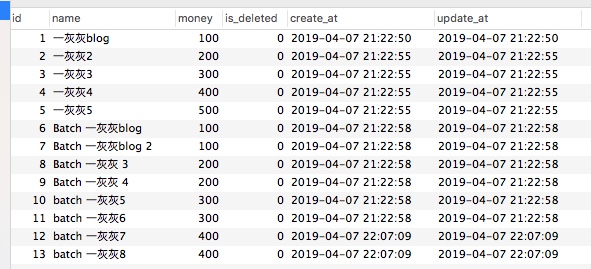 id name money is_deleted create_at update_at
1 一灰灰blog 100 0 2019-04-07 21:22:50 2019-04-07 21:22:50
2 一灰灰2 200 0 2019-04-07 21:22:55 2019-04-07 21:22:55
3 一灰灰3 300 0 2019-04-07 21:22:55 2019-04-07 21:22:55
4 一灰灰4 400 0 2019-04-07 21:22:55 2019-04-07 21:22:55
5 一灰灰5 500 0 2019-04-07 21:22:55 2019-04-07 21:22:55
6 Batch 一灰灰blog 100 0 2019-04-07 21:22:58 2019-04-07 21:22:58
7 Batch 一灰灰blog 2 100 0 2019-04-07 21:22:58 2019-04-07 21:22:58
8 Batch 一灰灰 3 200 0 2019-04-07 21:22:58 2019-04-07 21:22:58
9 Batch 一灰灰 4 200 0 2019-04-07 21:22:58 2019-04-07 21:22:58
10 batch 一灰灰5 300 0 2019-04-07 21:22:58 2019-04-07 21:22:58
11 batch 一灰灰6 300 0 2019-04-07 21:22:58 2019-04-07 21:22:58
12 batch 一灰灰7 400 0 2019-04-07 22:07:09 2019-04-07 22:07:09
13 batch 一灰灰8 400 0 2019-04-07 22:07:09 2019-04-07 22:07:09